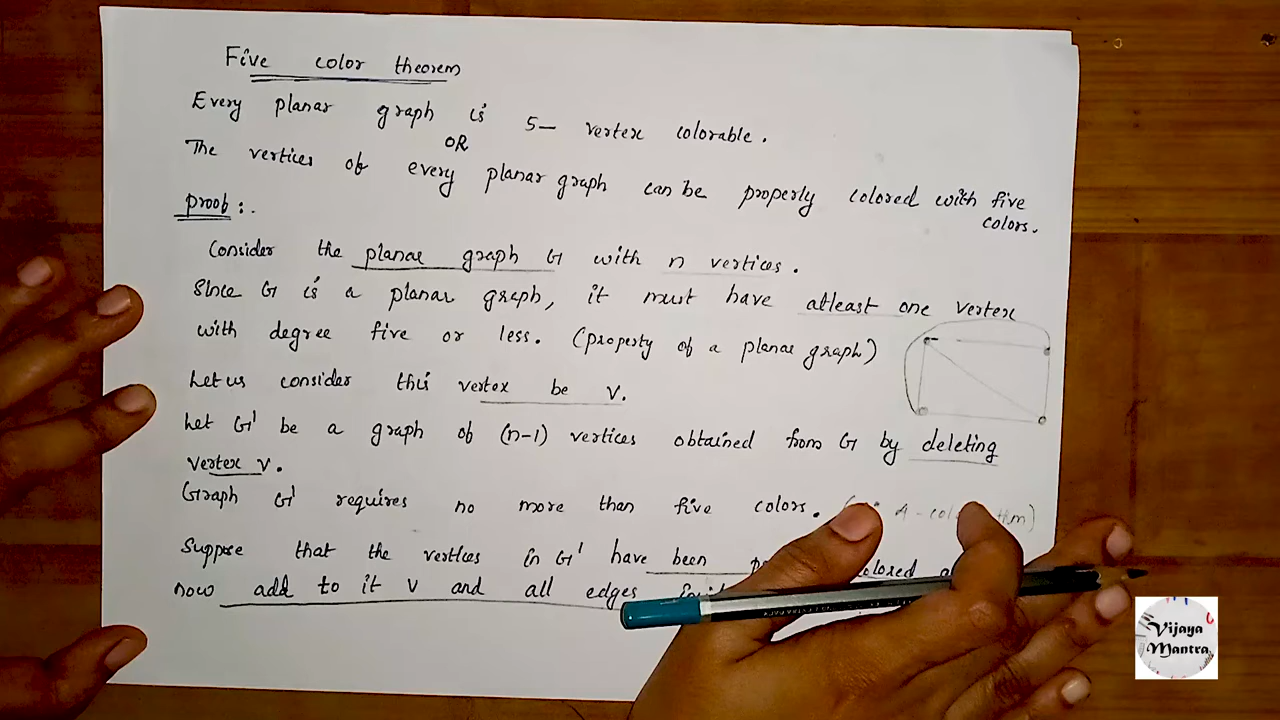 Five color theorem
Every planar graph is 5- vertex colorable.
OR
The vertices of every planar graph can be properly colored with five
colors.
proof:.
Consider the planar graph G with n vertices.
Since G is a planar graph, it must have atleast one vertex
with degree five or less. (property of a planar graph)
Let us consider this vertex be v.
Let G' be a graph of (n-1) vertices obtained from G by deleting
vertex v.
Graph G' requires no more than five colors. 4-
Suppose that the vertices in G' have been
now add to it v and all edges
Vijaya
Mantra